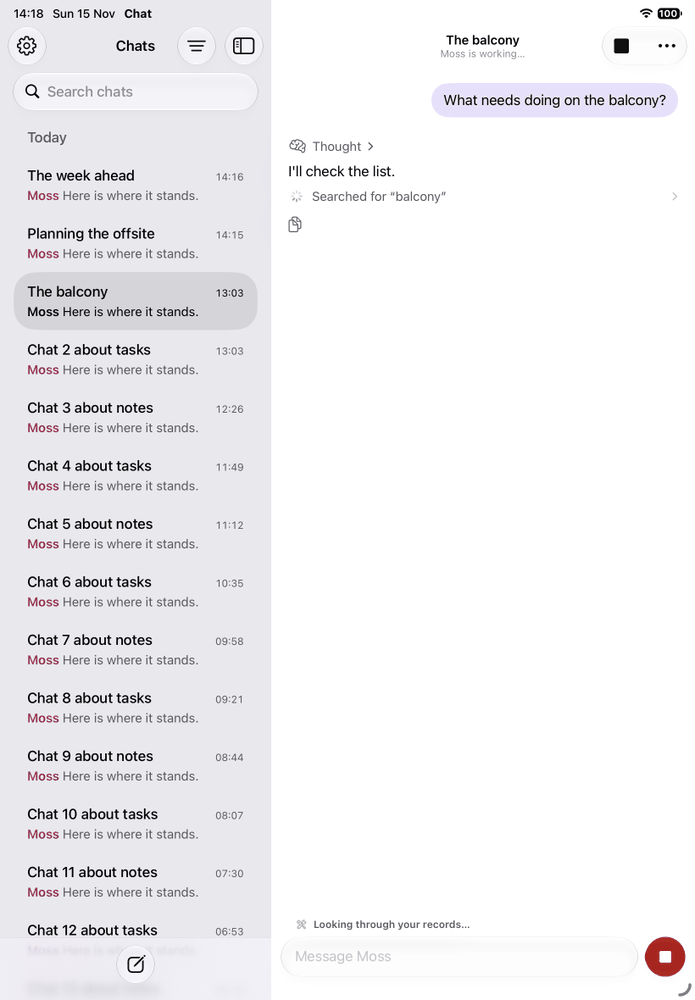 14:18 Sun 15 Nov Chat
100
Chats
Search chats
Today
The week ahead 14:16
Moss Here is where it stands.
Planning the offsite 14:15
Moss Here is where it stands.
The balcony 13:03
Moss Here is where it stands.
Chat 2 about tasks 13:03
Moss Here is where it stands.
Chat 3 about notes 12:26
Moss Here is where it stands.
Chat 4 about tasks 11:49
Moss Here is where it stands.
Chat 5 about notes 11:12
Moss Here is where it stands.
Chat 6 about tasks 10:35
Moss Here is where it stands.
Chat 7 about notes 09:58
Moss Here is where it stands.
Chat 8 about tasks 09:21
Moss Here is where it stands.
Chat 9 about notes 08:44
Moss Here is where it stands.
Chat 10 about tasks 08:07
Moss Here is where it stands.
Chat 11 about notes 07:30
Moss Here is where it stands.
Chat 12 about tasks 06:53
Moss Here is where it stands.
The balcony
Moss is working...
What needs doing on the balcony?
Thought
I'll check the list.
Searched for “balcony”
Looking through your records...
Message Moss